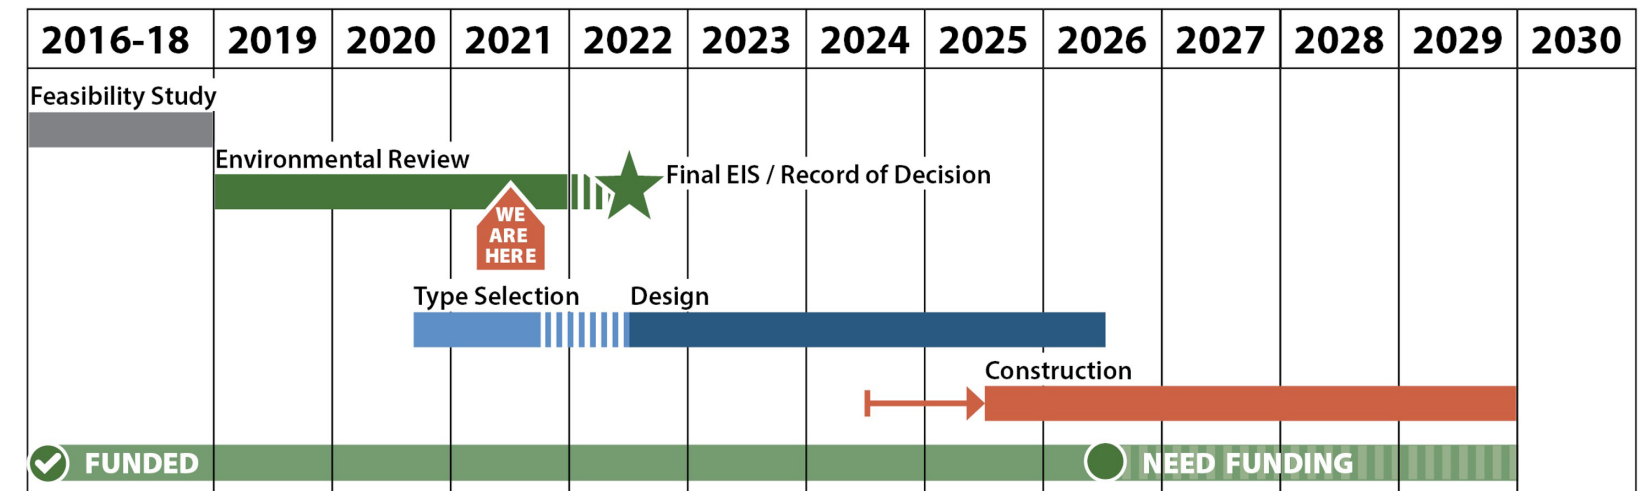 2016-18 2019 2020 2021 2022 2023 2024 2025 2026 2027 2028 2029 2030
Feasibility Study
Environmental Review
Final EIS / Record of Decision
WE
ARE
HERE
Type Selection
Design
Construction
FUNDED
NEED FUNDING